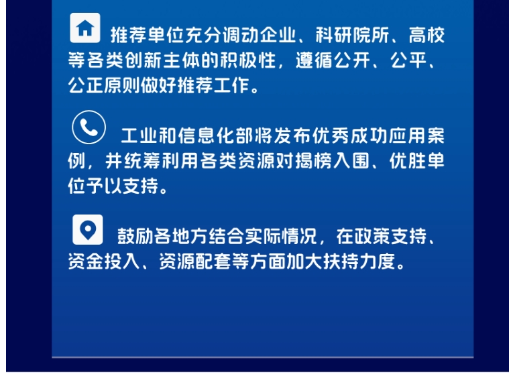 推荐单位充分调动企业、科研院所、高校
等各类创新主体的积极性，遵循公开、公平、
公正原则做好推荐工作。
工业和信息化部将发布优秀成功应用案
例，并统筹利用各类资源对揭榜入围、优胜单
位予以支持。
鼓励各地方结合实际情况，在政策支持、
资金投入、资源配套等方面加大扶持力度。